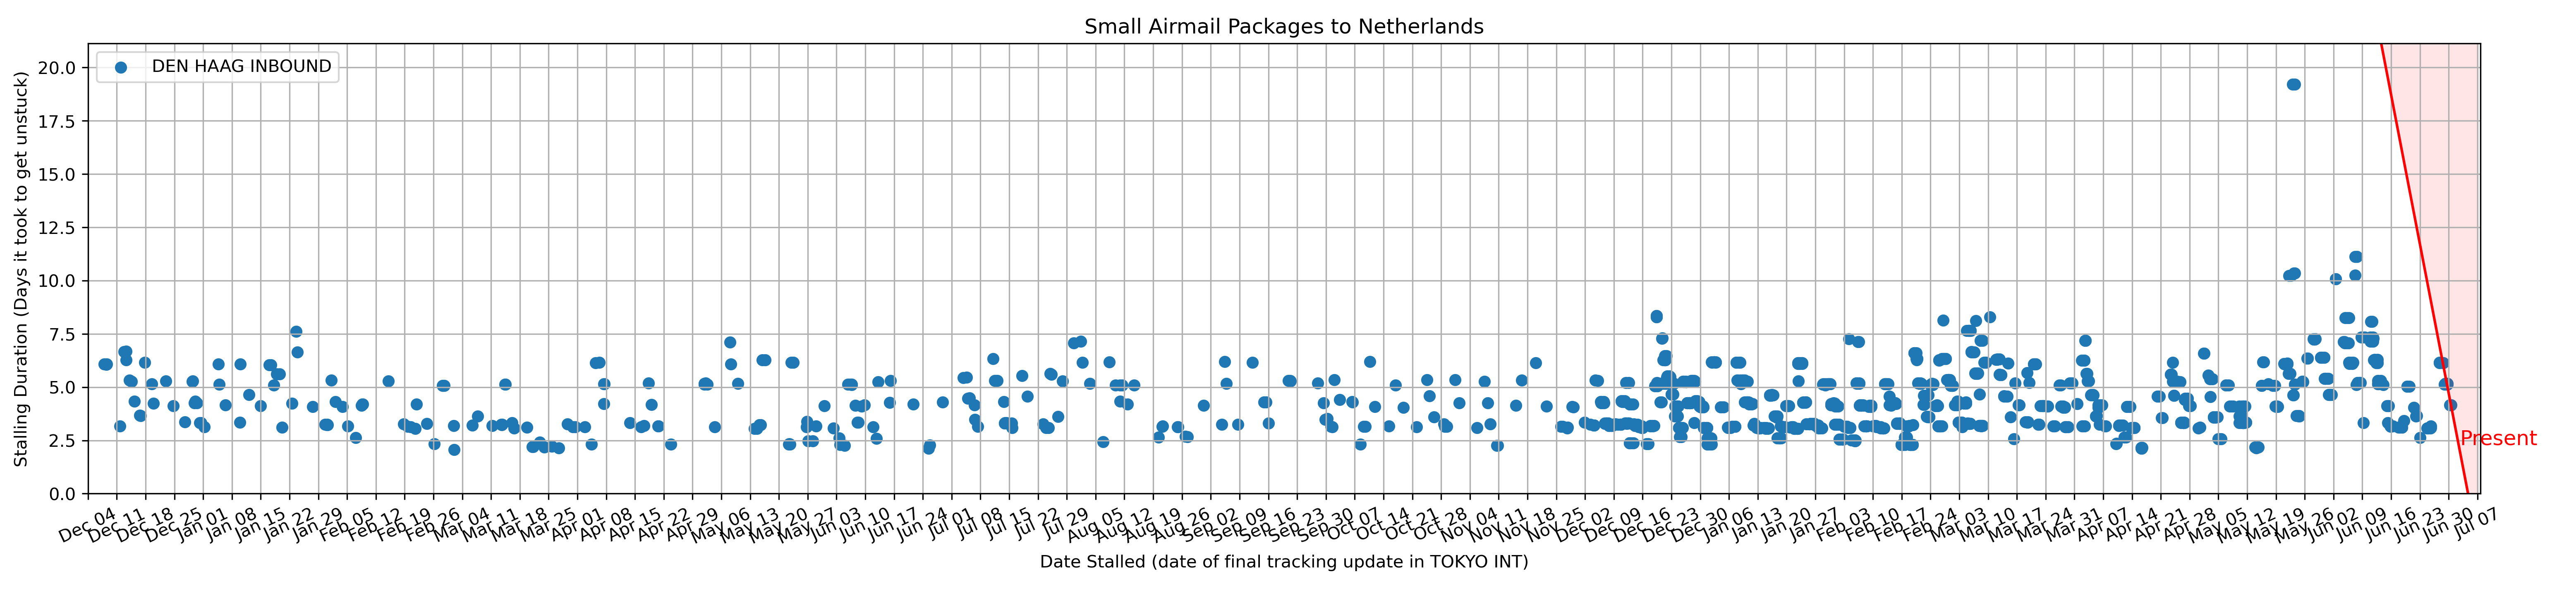 Small Airmail Packages to Netherlands
DEN HAAG INBOUND
Stalling Duration (Days it took to get unstuck)
20.0
17.5
15.0
12.5
10.0
7.5
5.0
2.5
0.0
Present
Dec 04
Dec 11
Dec 18
Dec 25
Jan 01
Jan 08
Jan 15
Jan 22
Jan 29
Feb 05
Feb 12
Feb 19
Feb 26
Mar 04
Mar 11
Mar 18
Mar 25
Apr 01
Apr 08
Apr 15
Apr 22
Apr 29
May 06
May 13
May 20
May 27
Jun 03
Jun 10
Jun 17
Jun 24
Jul 01
Jul 08
Jul 15
Jul 22
Jul 29
Aug 05
Aug 12
Aug 19
Aug 26
Sep 02
Sep 09
Sep 16
Sep 23
Sep 30
Oct 07
Oct 14
Oct 21
Oct 28
Nov 04
Nov 11
Nov 18
Nov 25
Dec 02
Dec 09
Dec 16
Dec 23
Dec 30
Jan 06
Jan 13
Jan 20
Jan 27
Feb 03
Feb 10
Feb 17
Feb 24
Mar 03
Mar 10
Mar 17
Mar 24
Mar 31
Apr 07
Apr 14
Apr 21
Apr 28
May 05
May 12
May 19
May 26
Jun 02
Jun 09
Jun 16
Jun 23
Jun 30
Jul 07
Date Stalled (date of final tracking update in TOKYO INT)